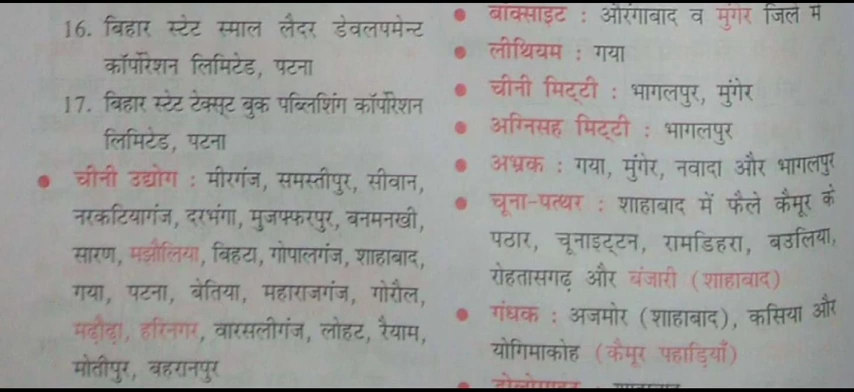 16. बिहार स्टेट स्माल लैदर डेवलपमेन्ट
कॉर्पोरेशन लिमिटेड, पटना
17. बिहार स्टेट टेक्स्ट बुक पब्लिशिंग कॉर्पोरेशन
लिमिटेड, पटना
● चीनी उद्योग : मीरगंज, समस्तीपुर, सीवान,
नरकटियागंज, दरभंगा, मुजफ्फरपुर, बनमनखी,
सारण, मझौलिया, बिहटा, गोपालगंज, शाहाबाद,
गया, पटना, बेतिया, महाराजगंज, गोरौल,
मढ़ौढ़ा, हरिनगर, वारसलीगंज, लोहट, रैयाम,
मोतीपुर, बहरानपुर
● बॉक्साइट : औरंगाबाद व मुंगेर जिले में
● लीथियम : गया
● चीनी मिट्टी : भागलपुर, मुंगेर
● अग्निसह मिट्टी : भागलपुर
● अभ्रक : गया, मुंगेर, नवादा और भागलपुर
● चूना-पत्थर : शाहाबाद में फैले कैमूर के
पठार, चूनाइट्टन, रामडिहरा, बउलिया,
रोहतासगढ़ और बंजारी (शाहाबाद)
● गंधक : अजमोर (शाहाबाद), कसिया और
योगिमाकोह (कैमूर पहाड़ियाँ)